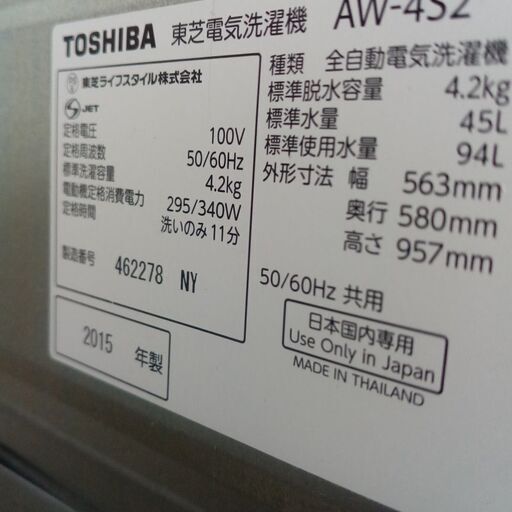 TOSHIBA 東芝電気洗濯機 AW-4S2
東芝ライフスタイル株式会社
JET
定格電圧 100V
定格周波数 50/60Hz
標準洗濯容量 4.2kg
電動機定格消費電力 295/340W
定格時間 洗いのみ 11分
製造番号 462278 NY
2015 年製
種類 全自動電気洗濯機
標準脱水容量 4.2kg
標準水量 45L
標準使用水量 94L
外形寸法 幅 563mm
奥行 580mm
高さ 957mm
50/60Hz 共用
日本国内専用
Use Only in Japan
MADE IN THAILAND